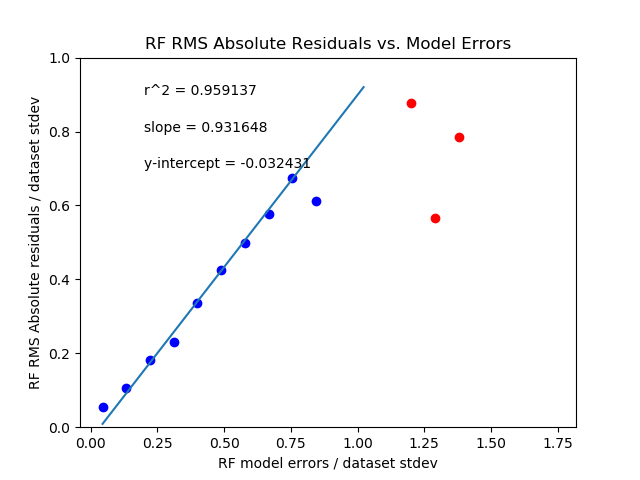 RF RMS Absolute Residuals vs. Model Errors
r^2 = 0.959137
slope = 0.931648
y-intercept = -0.032431
RF RMS Absolute residuals / dataset stdev
1.0
0.8
0.6
0.4
0.2
0.0
0.00 0.25 0.50 0.75 1.00 1.25 1.50 1.75
RF model errors / dataset stdev